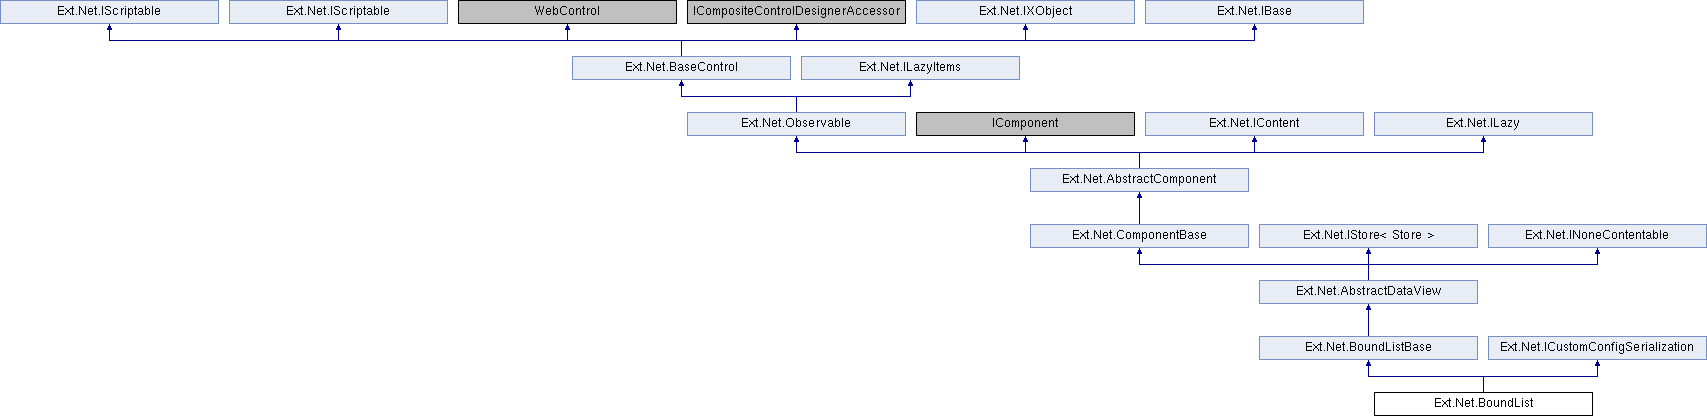 Ext.Net.IScriptable
Ext.Net.IScriptable
WebControl
ICompositeControlDesignerAccessor
Ext.Net.IXObject
Ext.Net.IBase
Ext.Net.BaseControl
Ext.Net.ILazyItems
Ext.Net.Observable
IComponent
Ext.Net.IContent
Ext.Net.ILazy
Ext.Net.AbstractComponent
Ext.Net.ComponentBase
Ext.Net.IStore< Store >
Ext.Net.INoneContentable
Ext.Net.AbstractDataView
Ext.Net.BoundListBase
Ext.Net.ICustomConfigSerialization
Ext.Net.BoundList